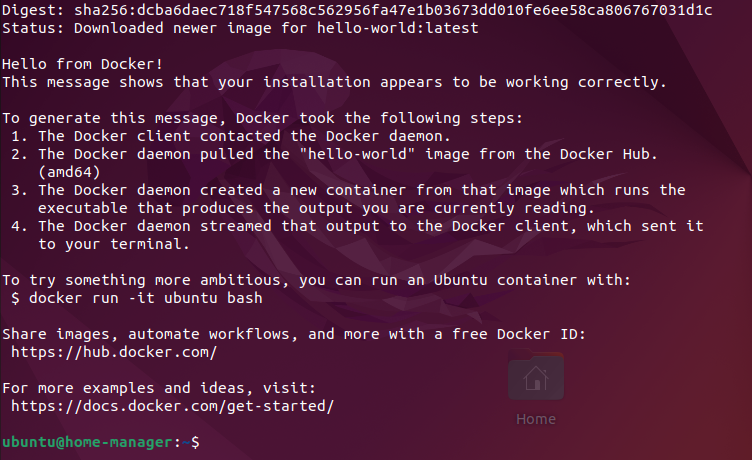 Digest: sha256:dcba6daec718f547568c562956fa47e1b03673dd010fe6ee58ca806767031d1c
Status: Downloaded newer image for hello-world:latest
Hello from Docker!
This message shows that your installation appears to be working correctly.
To generate this message, Docker took the following steps:
1. The Docker client contacted the Docker daemon.
2. The Docker daemon pulled the "hello-world" image from the Docker Hub.
(amd64)
3. The Docker daemon created a new container from that image which runs the
executable that produces the output you are currently reading.
4. The Docker daemon streamed that output to the Docker client, which sent it
to your terminal.
To try something more ambitious, you can run an Ubuntu container with:
$ docker run -it ubuntu bash
Share images, automate workflows, and more with a free Docker ID:
https://hub.docker.com/
For more examples and ideas, visit:
https://docs.docker.com/get-started/
Home
ubuntu@home-manager:~$